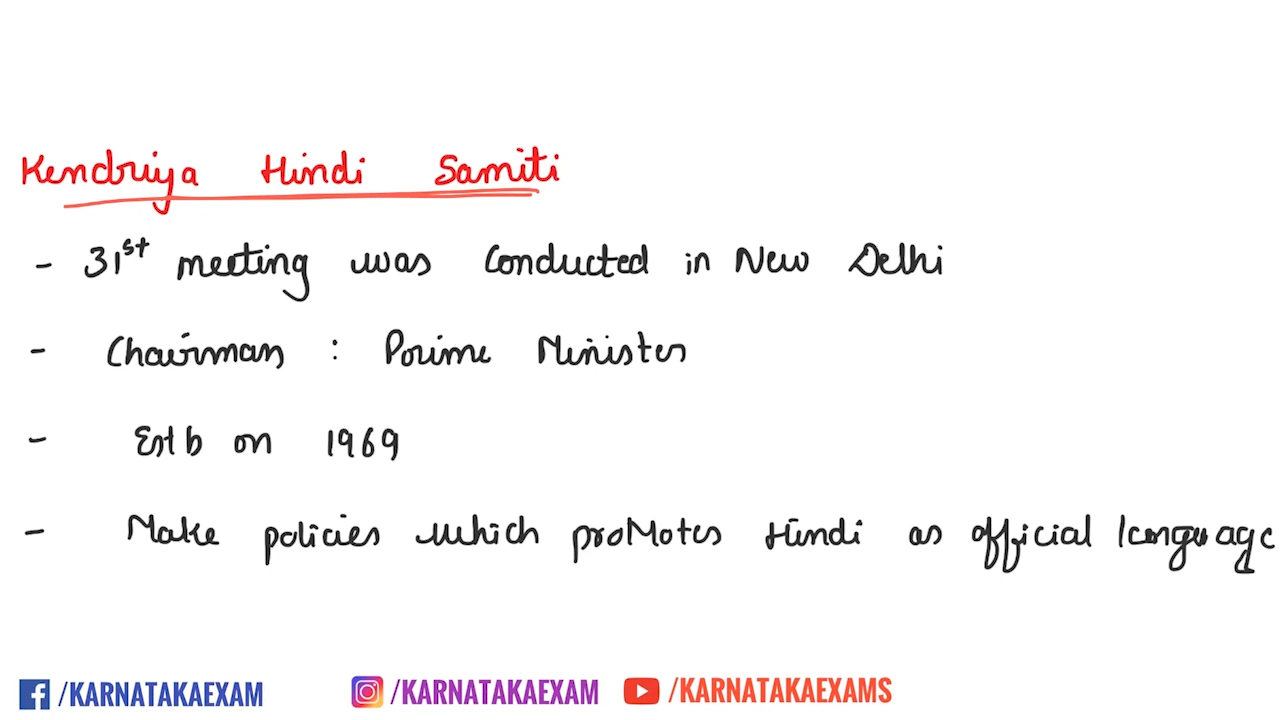 Kendriya Hindi Samiti
- 31st meeting was conducted in New Delhi
- Chairman : Prime Minister
- Estb on 1969
- Make policies which proMotes Hindi as official language
/KARNATAKAEXAM /KARNATAKAEXAM /KARNATAKAEXAMS